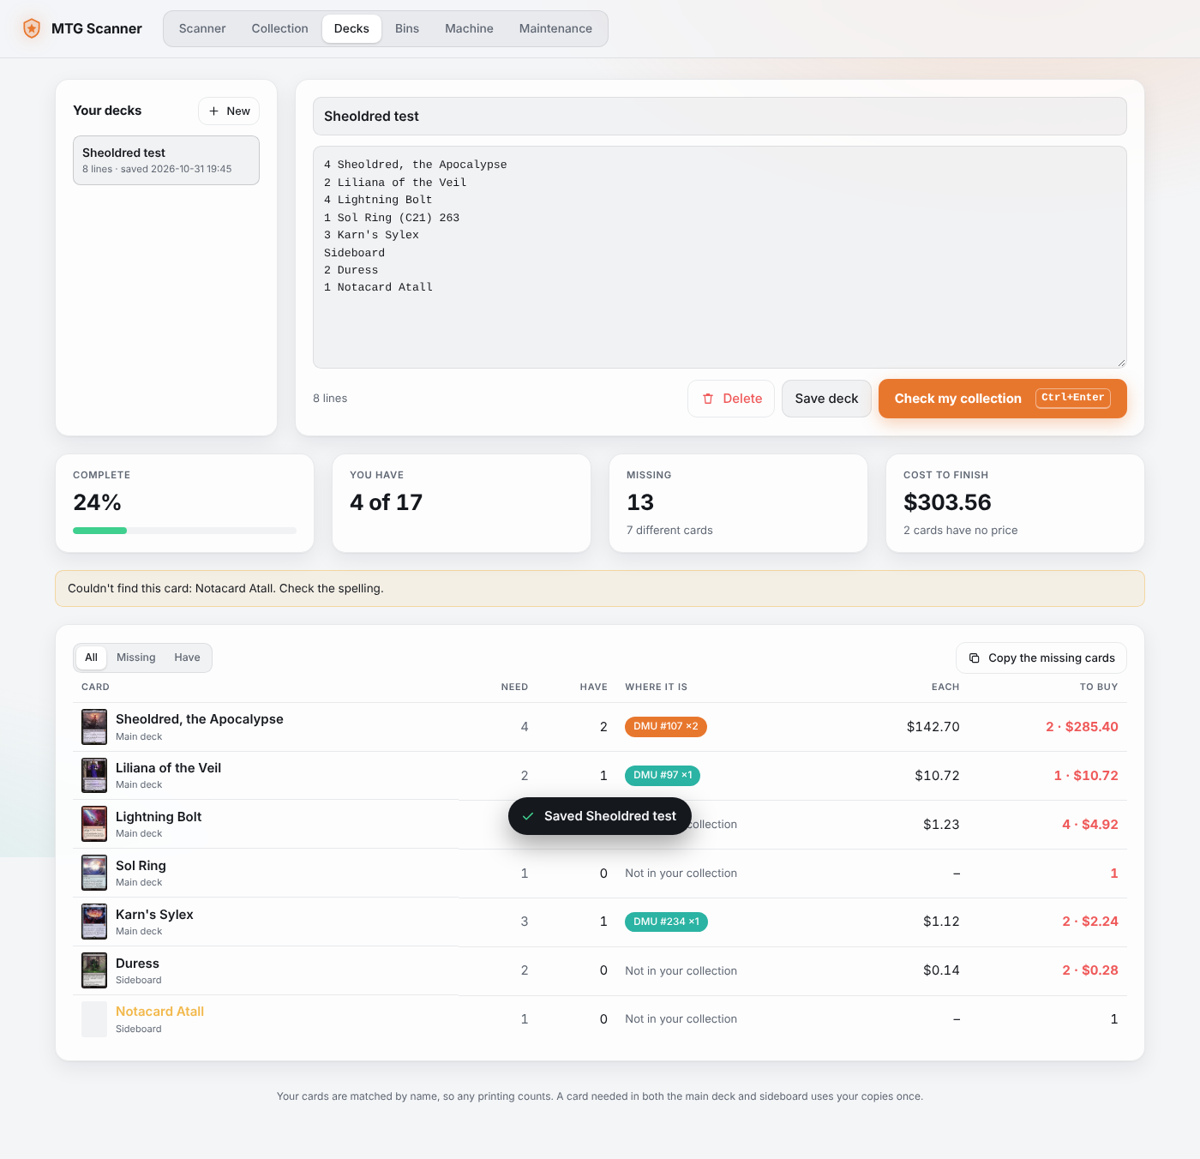 MTG Scanner
Scanner Collection Decks Bins Machine Maintenance
Your decks
+ New
Sheoldred test
8 lines · saved 2026-10-31 19:45
Sheoldred test
4 Sheoldred, the Apocalypse
2 Liliana of the Veil
4 Lightning Bolt
1 Sol Ring (C21) 263
3 Karn's Sylex
Sideboard
2 Duress
1 Notacard Atall
8 lines
Delete
Save deck
Check my collection Ctrl+Enter
COMPLETE
24%
YOU HAVE
4 of 17
MISSING
13
7 different cards
COST TO FINISH
$303.56
2 cards have no price
Couldn't find this card: Notacard Atall. Check the spelling.
All Missing Have
Copy the missing cards
CARD NEED HAVE WHERE IT IS EACH TO BUY
Sheoldred, the Apocalypse 4 2 DMU #107 ×2 $142.70 2 · $285.40
Main deck
Liliana of the Veil 2 1 DMU #97 ×1 $10.72 1 · $10.72
Main deck
Lightning Bolt collection $1.23 4 · $4.92
Main deck
Saved Sheoldred test
Sol Ring 1 0 Not in your collection – 1
Main deck
Karn's Sylex 3 1 DMU #234 ×1 $1.12 2 · $2.24
Main deck
Duress 2 0 Not in your collection $0.14 2 · $0.28
Sideboard
Notacard Atall 1 0 Not in your collection – 1
Sideboard
Your cards are matched by name, so any printing counts. A card needed in both the main deck and sideboard uses your copies once.